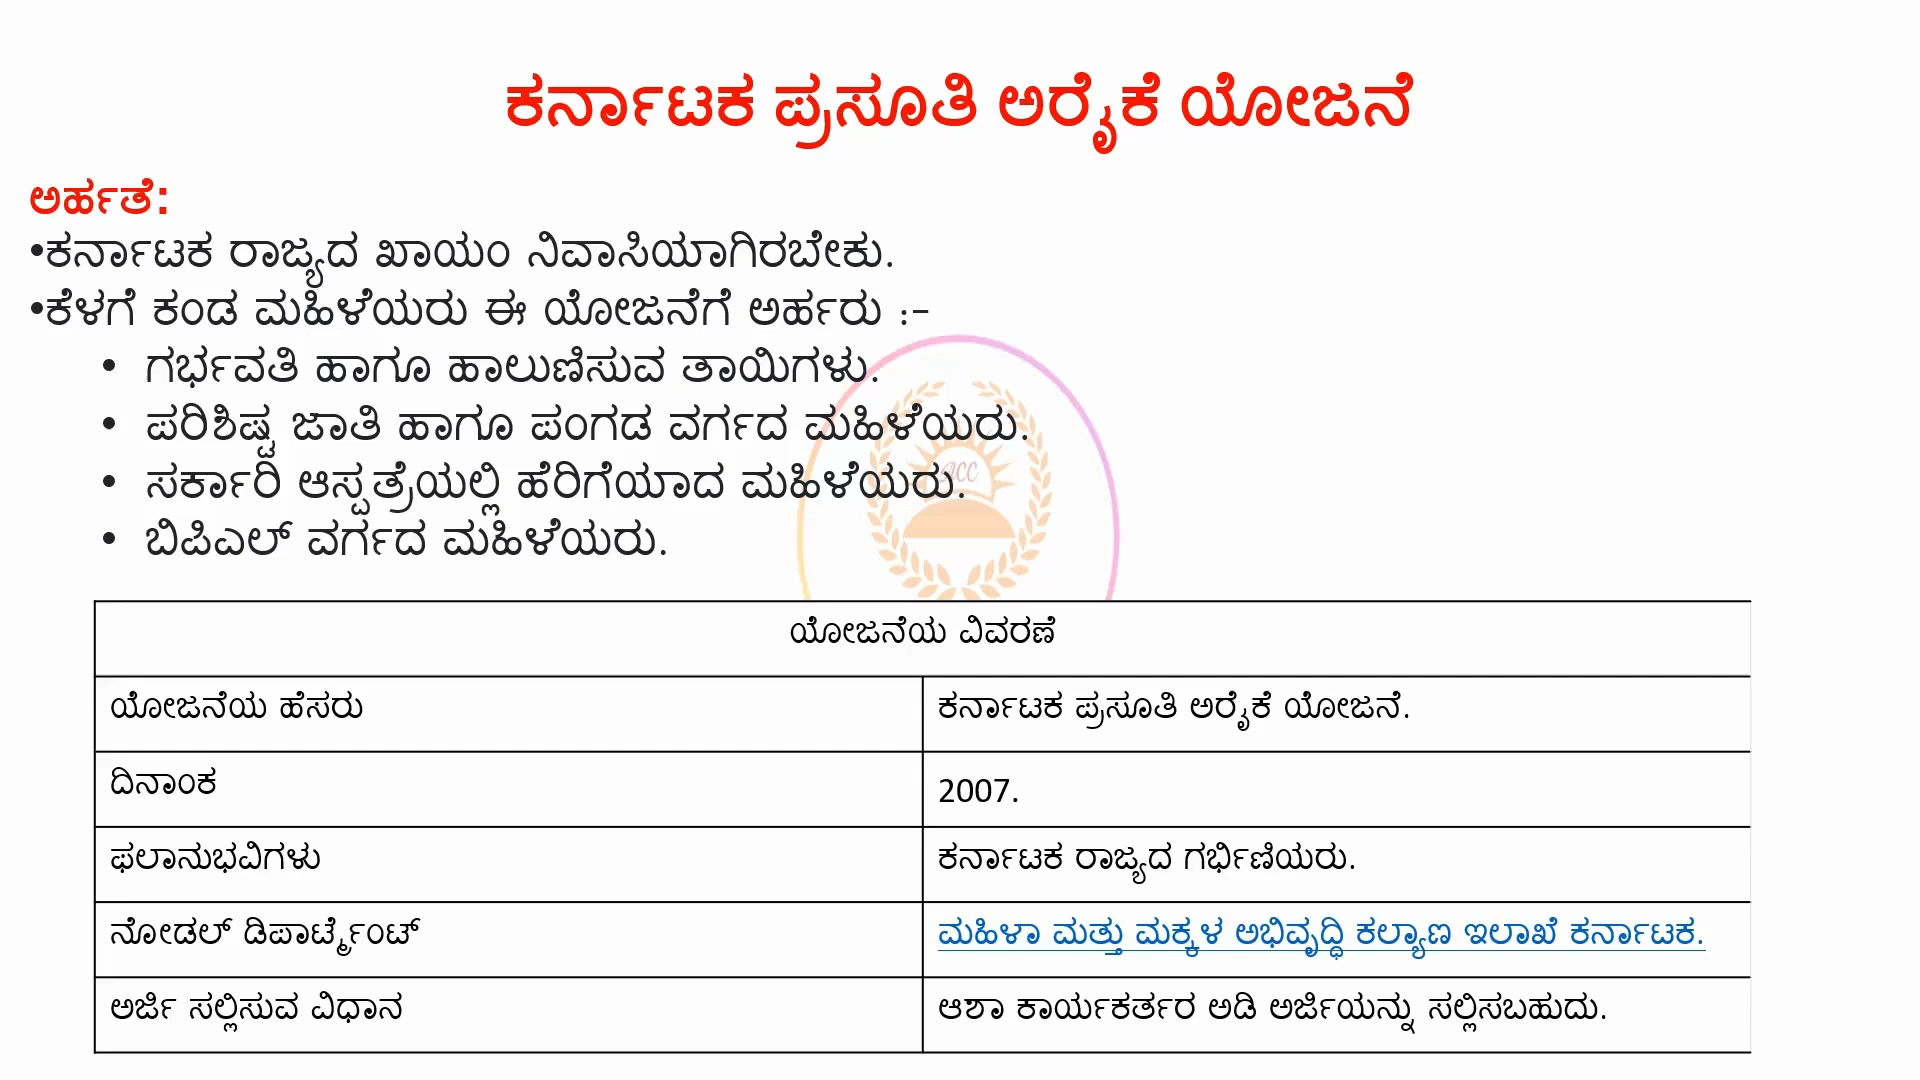 ಕರ್ನಾಟಕ ಪ್ರಸೂತಿ ಅರೈಕೆ ಯೋಜನೆ
ಅರ್ಹತೆ:
•ಕರ್ನಾಟಕ ರಾಜ್ಯದ ಖಾಯಂ ನಿವಾಸಿಯಾಗಿರಬೇಕು.
•ಕೆಳಗೆ ಕಂಡ ಮಹಿಳೆಯರು ಈ ಯೋಜನೆಗೆ ಅರ್ಹರು :-
• ಗರ್ಭವತಿ ಹಾಗೂ ಹಾಲುಣಿಸುವ ತಾಯಿಗಳು.
• ಪರಿಶಿಷ್ಟ ಜಾತಿ ಹಾಗೂ ಪಂಗಡ ವರ್ಗದ ಮಹಿಳೆಯರು.
• ಸರ್ಕಾರಿ ಆಸ್ಪತ್ರೆಯಲ್ಲಿ ಹೆರಿಗೆಯಾದ ಮಹಿಳೆಯರು.
• ಬಿಪಿಎಲ್ ವರ್ಗದ ಮಹಿಳೆಯರು.
ಯೋಜನೆಯ ವಿವರಣೆ
ಯೋಜನೆಯ ಹೆಸರು ಕರ್ನಾಟಕ ಪ್ರಸೂತಿ ಅರೈಕೆ ಯೋಜನೆ.
ದಿನಾಂಕ 2007.
ಫಲಾನುಭವಿಗಳು ಕರ್ನಾಟಕ ರಾಜ್ಯದ ಗರ್ಭಿಣಿಯರು.
ನೋಡಲ್ ಡಿಪಾರ್ಟ್ಮೆಂಟ್ ಮಹಿಳಾ ಮತ್ತು ಮಕ್ಕಳ ಅಭಿವೃದ್ಧಿ ಕಲ್ಯಾಣ ಇಲಾಖೆ ಕರ್ನಾಟಕ.
ಅರ್ಜಿ ಸಲ್ಲಿಸುವ ವಿಧಾನ ಆಶಾ ಕಾರ್ಯಕರ್ತರ ಅಡಿ ಅರ್ಜಿಯನ್ನು ಸಲ್ಲಿಸಬಹುದು.